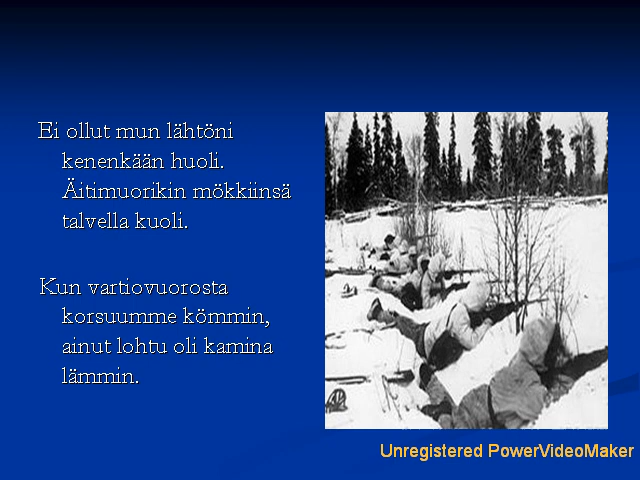 Ei ollut mun lähtöni
kenenkään huoli.
Äitimuorikin mökkiinsä
talvella kuoli.
Kun vartiovuorosta
korsuumme kömmin,
ainut lohtu oli kamina
lämmin.
Unregistered PowerVideoMaker